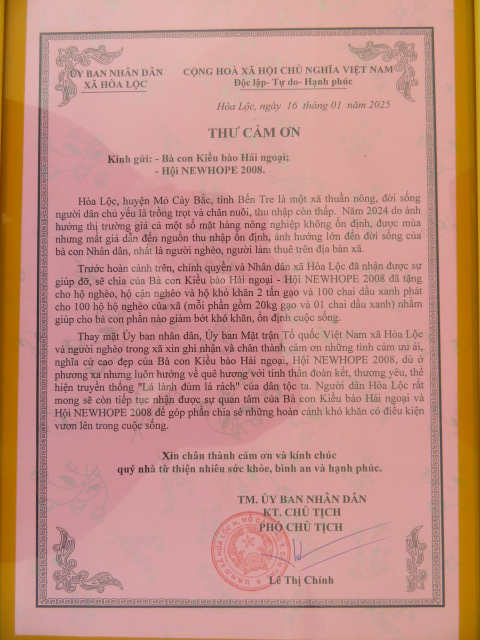 ỦY BAN NHÂN DÂN
XÃ HÒA LỘC
CỘNG HOÀ XÃ HỘI CHỦ NGHĨA VIỆT NAM
Độc lập- Tự do- Hạnh phúc
Hòa Lộc, ngày 16 tháng 01 năm 2025
THƯ CẢM ƠN
Kính gửi: - Bà con Kiều bào Hải ngoại;
- Hội NEWHOPE 2008.
Hòa Lộc, huyện Mỏ Cày Bắc, tỉnh Bến Tre là một xã thuần nông, đời sống
người dân chủ yếu là trồng trọt và chăn nuôi, thu nhập còn thấp. Năm 2024 do ảnh
hưởng thị trường giá cả một số mặt hàng nông nghiệp không ổn định, được mùa
nhưng mất giá dẫn đến nguồn thu nhập ổn định, ảnh hưởng lớn đến đời sống của
bà con Nhân dân, nhất là người nghèo, người làm thuê trên địa bàn xã.
Trước hoàn cảnh trên, chính quyền và Nhân dân xã Hòa Lộc đã nhận được sự
giúp đỡ, sẽ chia của Bà con Kiều bào Hải ngoại - Hội NEWHOPE 2008 đã tặng
cho hộ nghèo, hộ cận nghèo và hộ khó khăn 2 tấn gạo và 100 chai dầu xanh phát
cho 100 hộ hộ nghèo của xã (mỗi phần gồm 20kg gạo và 01 chai dầu xanh) nhằm
giúp cho bà con phần nào giảm bớt khó khăn, ổn định cuộc sống.
Thay mặt Ủy ban nhân dân, Ủy ban Mặt trận Tổ quốc Việt Nam xã Hòa Lộc
và người nghèo trong xã xin ghi nhận và chân thành cảm ơn những tình cảm ưu ái,
nghĩa cử cao đẹp của Bà con Kiều bào Hải ngoại, Hội NEWHOPE 2008, dù ở
phương xa nhưng luôn hướng về quê hương với tinh thần đoàn kết, thương yêu, thể
hiện truyền thống "Lá lành đùm lá rách" của dân tộc ta. Người dân Hòa Lộc rất
mong sẽ còn tiếp tục nhận được sự quan tâm của Bà con Kiều bào Hải ngoại và
Hội NEWHOPE 2008 để góp phần chia sẽ những hoàn cảnh khó khăn có điều kiện
vươn lên trong cuộc sống.
Xin chân thành cảm ơn và kính chúc
quý nhà từ thiện nhiều sức khỏe, bình an và hạnh phúc.
TM. ỦY BAN NHÂN DÂN
KT. CHỦ TỊCH
PHÓ CHỦ TỊCH
Lê Thị Chinh